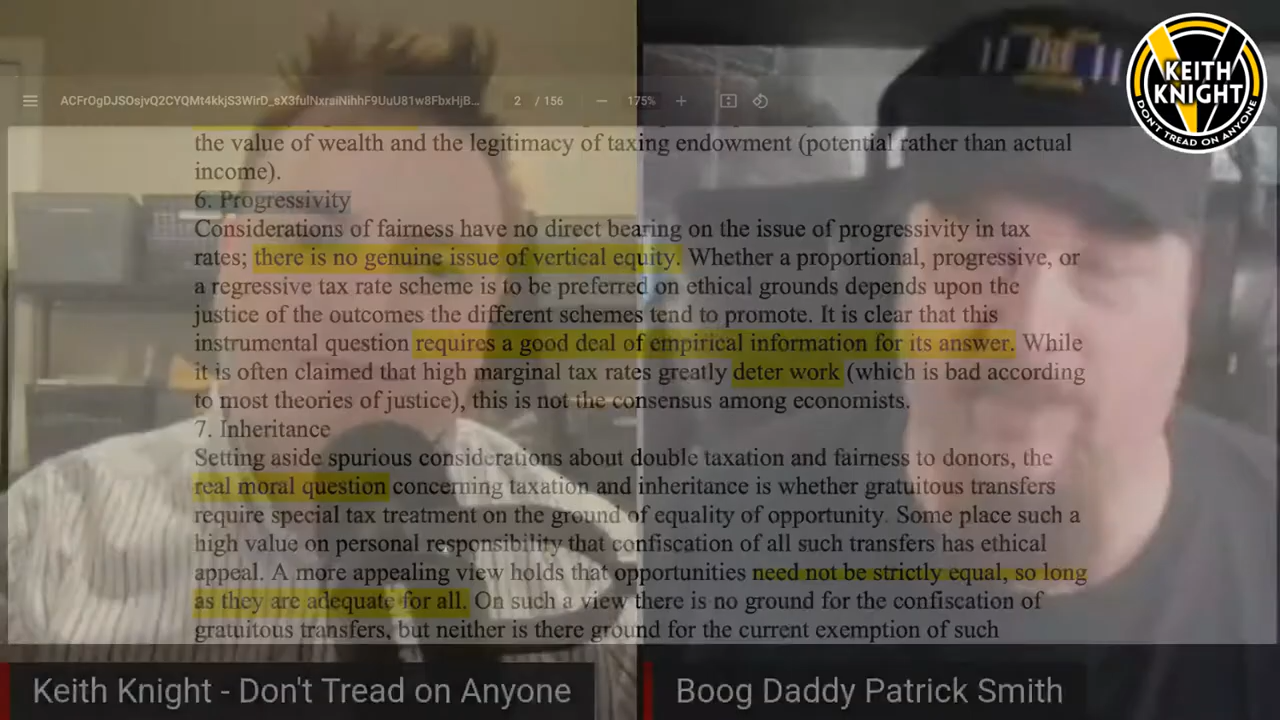 ACFrOgDJSOsjvQ2CYQMt4kkjS3WirD_sX3fulNxraiNihhF9UuU81w8FbxHjB... 2 / 156 175%
KEITH
KNIGHT
DON'T TREAD ON ANYONE
the value of wealth and the legitimacy of taxing endowment (potential rather than actual
income).
6. Progressivity
Considerations of fairness have no direct bearing on the issue of progressivity in tax
rates; there is no genuine issue of vertical equity. Whether a proportional, progressive, or
a regressive tax rate scheme is to be preferred on ethical grounds depends upon the
justice of the outcomes the different schemes tend to promote. It is clear that this
instrumental question requires a good deal of empirical information for its answer. While
it is often claimed that high marginal tax rates greatly deter work (which is bad according
to most theories of justice), this is not the consensus among economists.
7. Inheritance
Setting aside spurious considerations about double taxation and fairness to donors, the
real moral question concerning taxation and inheritance is whether gratuitous transfers
require special tax treatment on the ground of equality of opportunity. Some place such a
high value on personal responsibility that confiscation of all such transfers has ethical
appeal. A more appealing view holds that opportunities need not be strictly equal, so long
as they are adequate for all. On such a view there is no ground for the confiscation of
gratuitous transfers, but neither is there ground for the current exemption of such
Keith Knight - Don't Tread on Anyone
Boog Daddy Patrick Smith